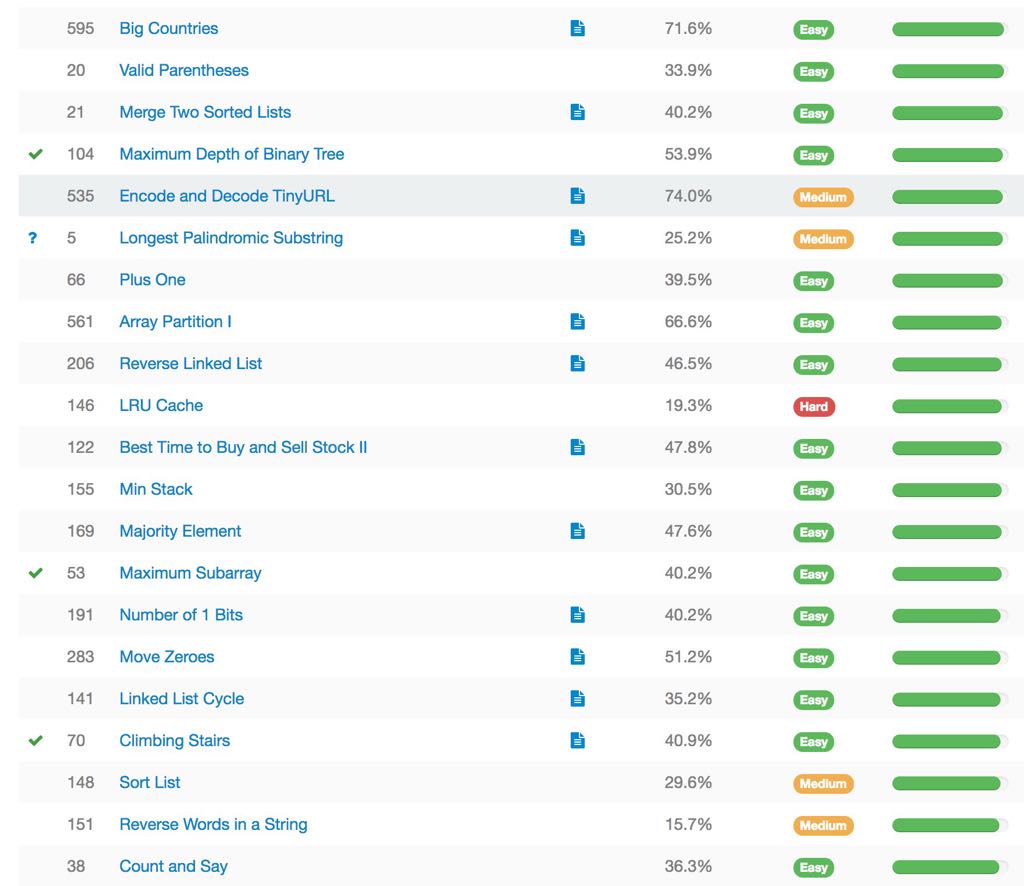 595 Big Countries 71.6% Easy
20 Valid Parentheses 33.9% Easy
21 Merge Two Sorted Lists 40.2% Easy
104 Maximum Depth of Binary Tree 53.9% Easy
535 Encode and Decode TinyURL 74.0% Medium
? 5 Longest Palindromic Substring 25.2% Medium
66 Plus One 39.5% Easy
561 Array Partition I 66.6% Easy
206 Reverse Linked List 46.5% Easy
146 LRU Cache 19.3% Hard
122 Best Time to Buy and Sell Stock II 47.8% Easy
155 Min Stack 30.5% Easy
169 Majority Element 47.6% Easy
53 Maximum Subarray 40.2% Easy
191 Number of 1 Bits 40.2% Easy
283 Move Zeroes 51.2% Easy
141 Linked List Cycle 35.2% Easy
70 Climbing Stairs 40.9% Easy
148 Sort List 29.6% Medium
151 Reverse Words in a String 15.7% Medium
38 Count and Say 36.3% Easy